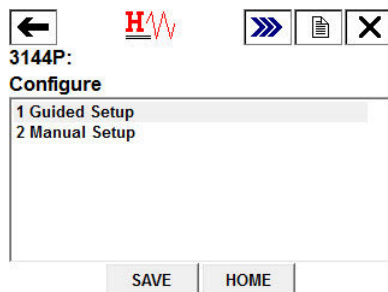 H
3144P:
Configure
1 Guided Setup
2 Manual Setup
SAVE HOME